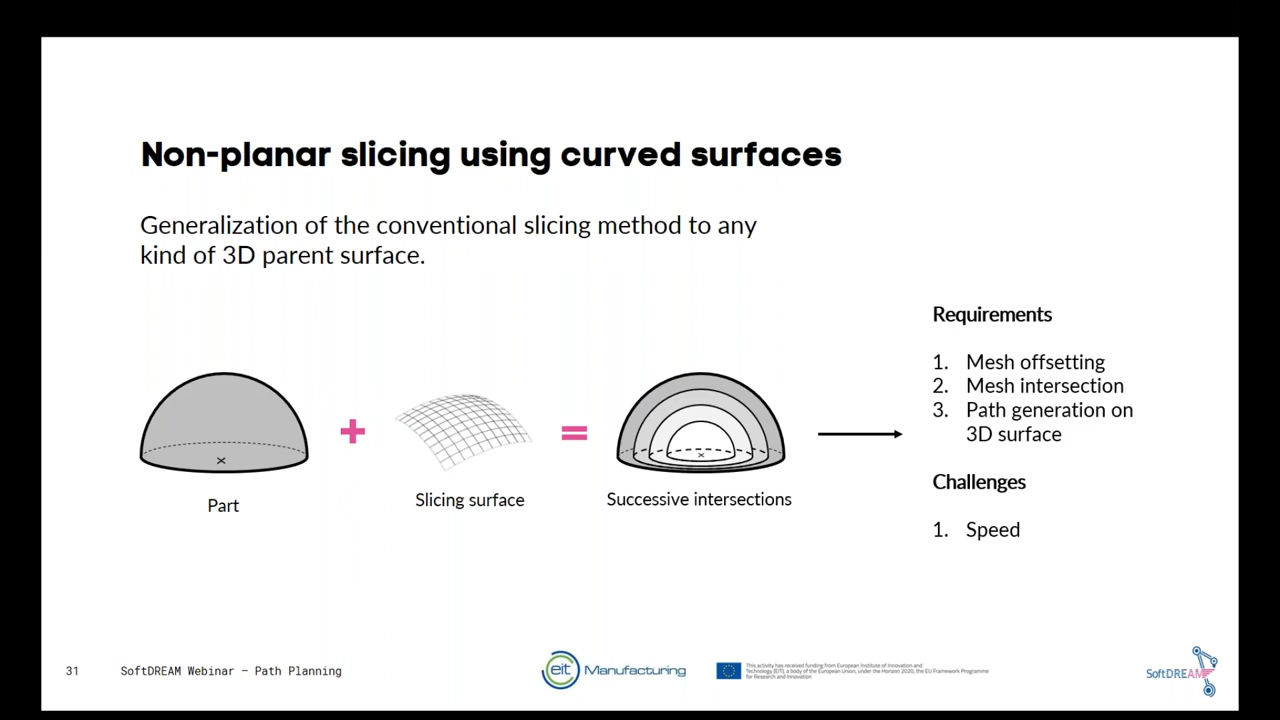 Non-planar slicing using curved surfaces
Generalization of the conventional slicing method to any
kind of 3D parent surface.
Part
Slicing surface
Successive intersections
Requirements
1. Mesh offsetting
2. Mesh intersection
3. Path generation on
3D surface
Challenges
1. Speed
31
SoftDREAM Webinar – Path Planning
eit Manufacturing
This activity has received funding from European Institute of Innovation and
Technology (EIT), a body of the European Union, under the Horizon 2020, the EU Framework Programme
for Research and Innovation
SoftDREAM